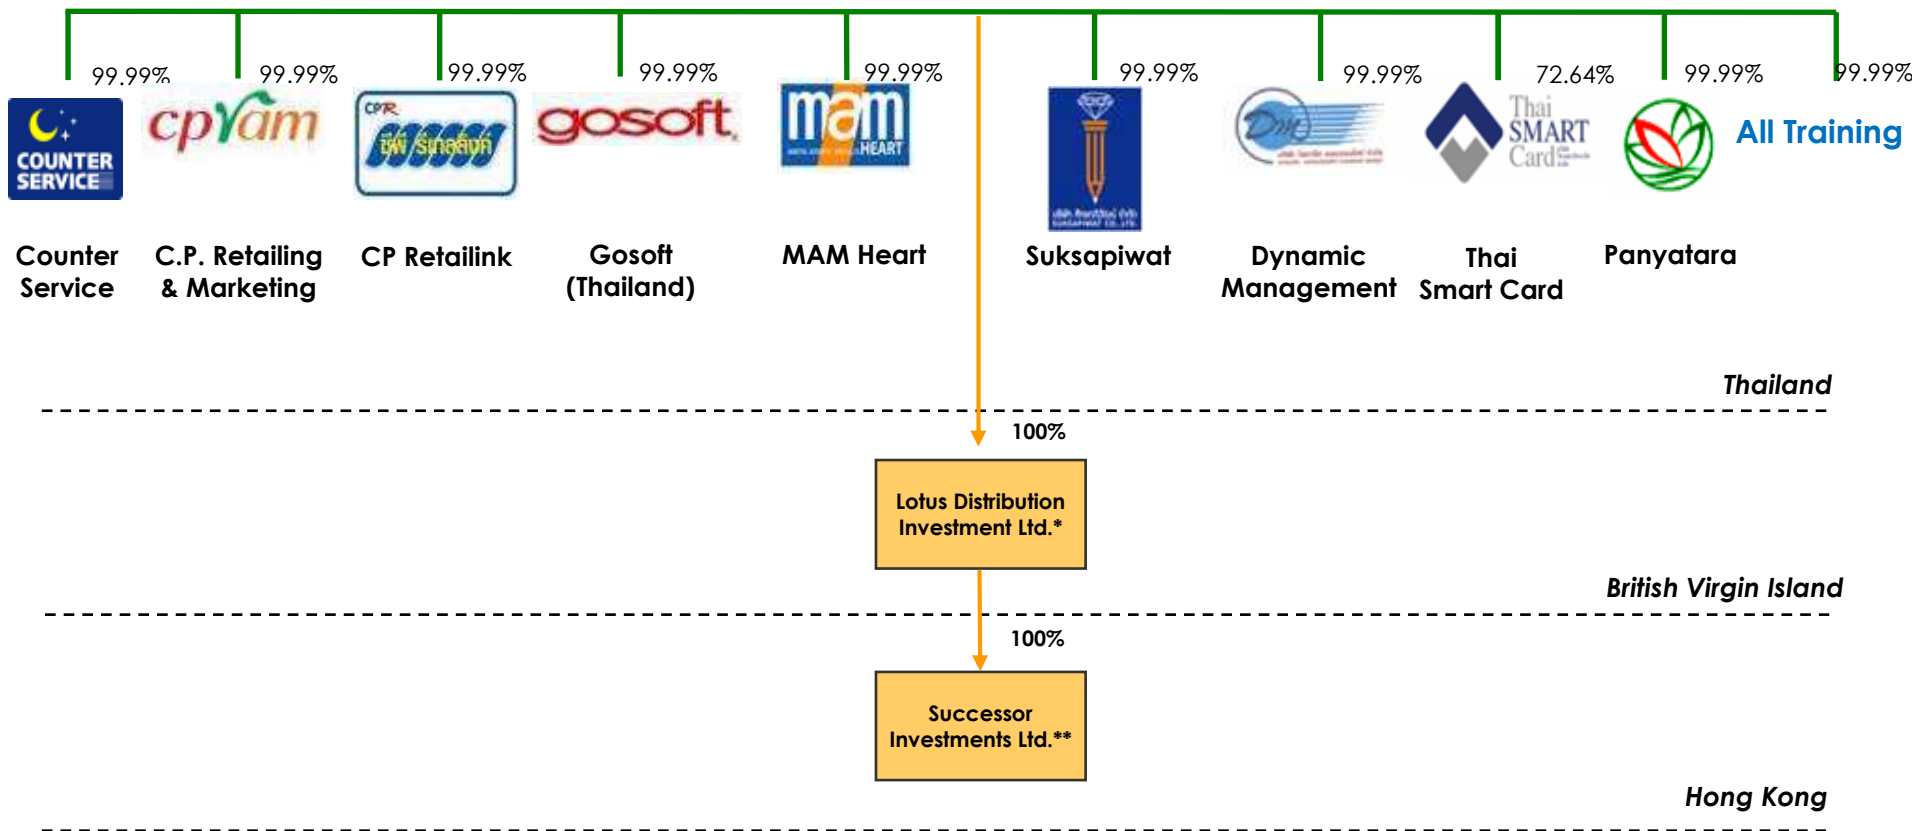 99.99% 99.99% 99.99% 99.99% 99.99% 99.99% 99.99% 72.64% 99.99% 99.99%
COUNTER
SERVICE
cpram
CPR
gosoft
mam
HEART
Dm
Thai
SMART
Card
All Training
Counter
Service
C.P. Retailing
& Marketing
CP Retailink
Gosoft
(Thailand)
MAM Heart
Suksapiwat
Dynamic
Management
Thai
Smart Card
Panyatara
Thailand
100%
Lotus Distribution
Investment Ltd.*
British Virgin Island
100%
Successor
Investments Ltd.**
Hong Kong